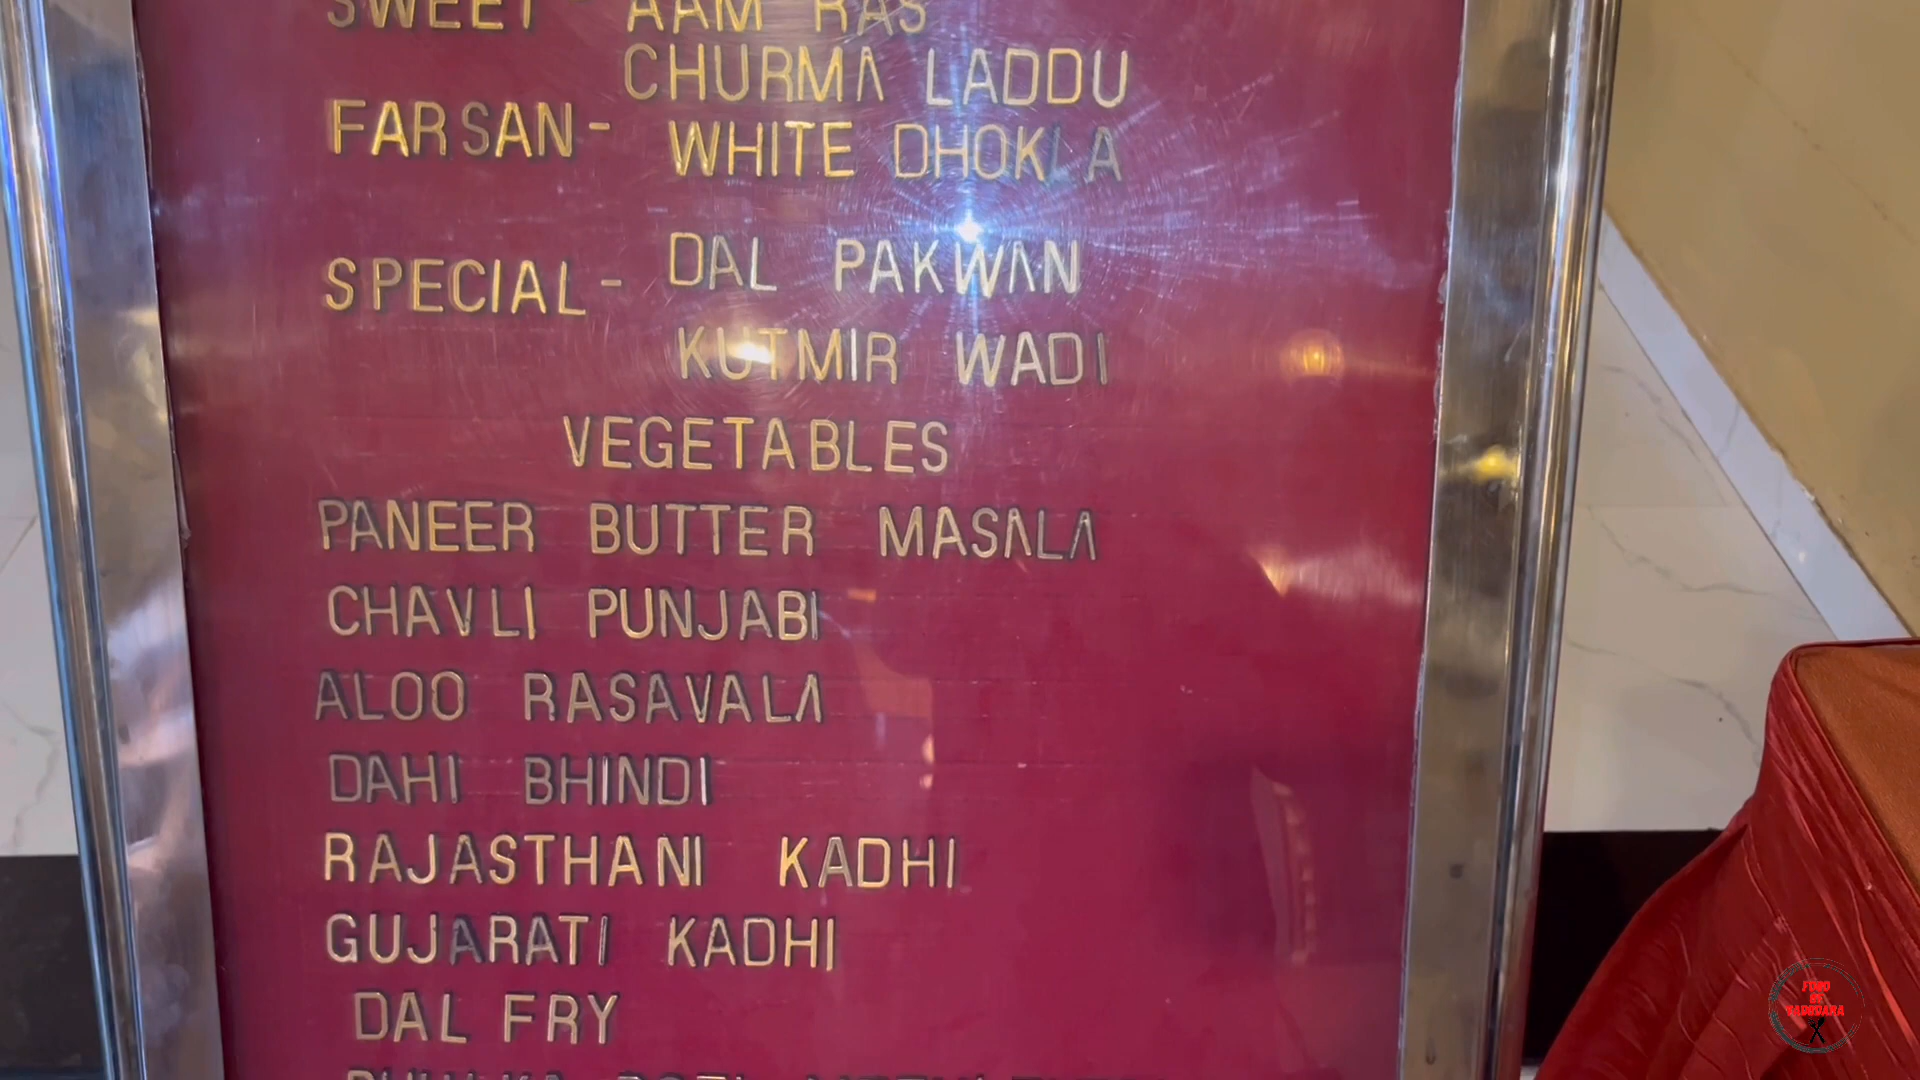 SWEET - AAM RAS
CHURMA LADDU
FARSAN - WHITE DHOKLA
SPECIAL - DAL PAKWAN
KUTMIR WADI
VEGETABLES
PANEER BUTTER MASALA
CHAVLI PUNJABI
ALOO RASAVALA
DAHI BHINDI
RAJASTHANI KADHI
GUJARATI KADHI
DAL FRY
FOOD